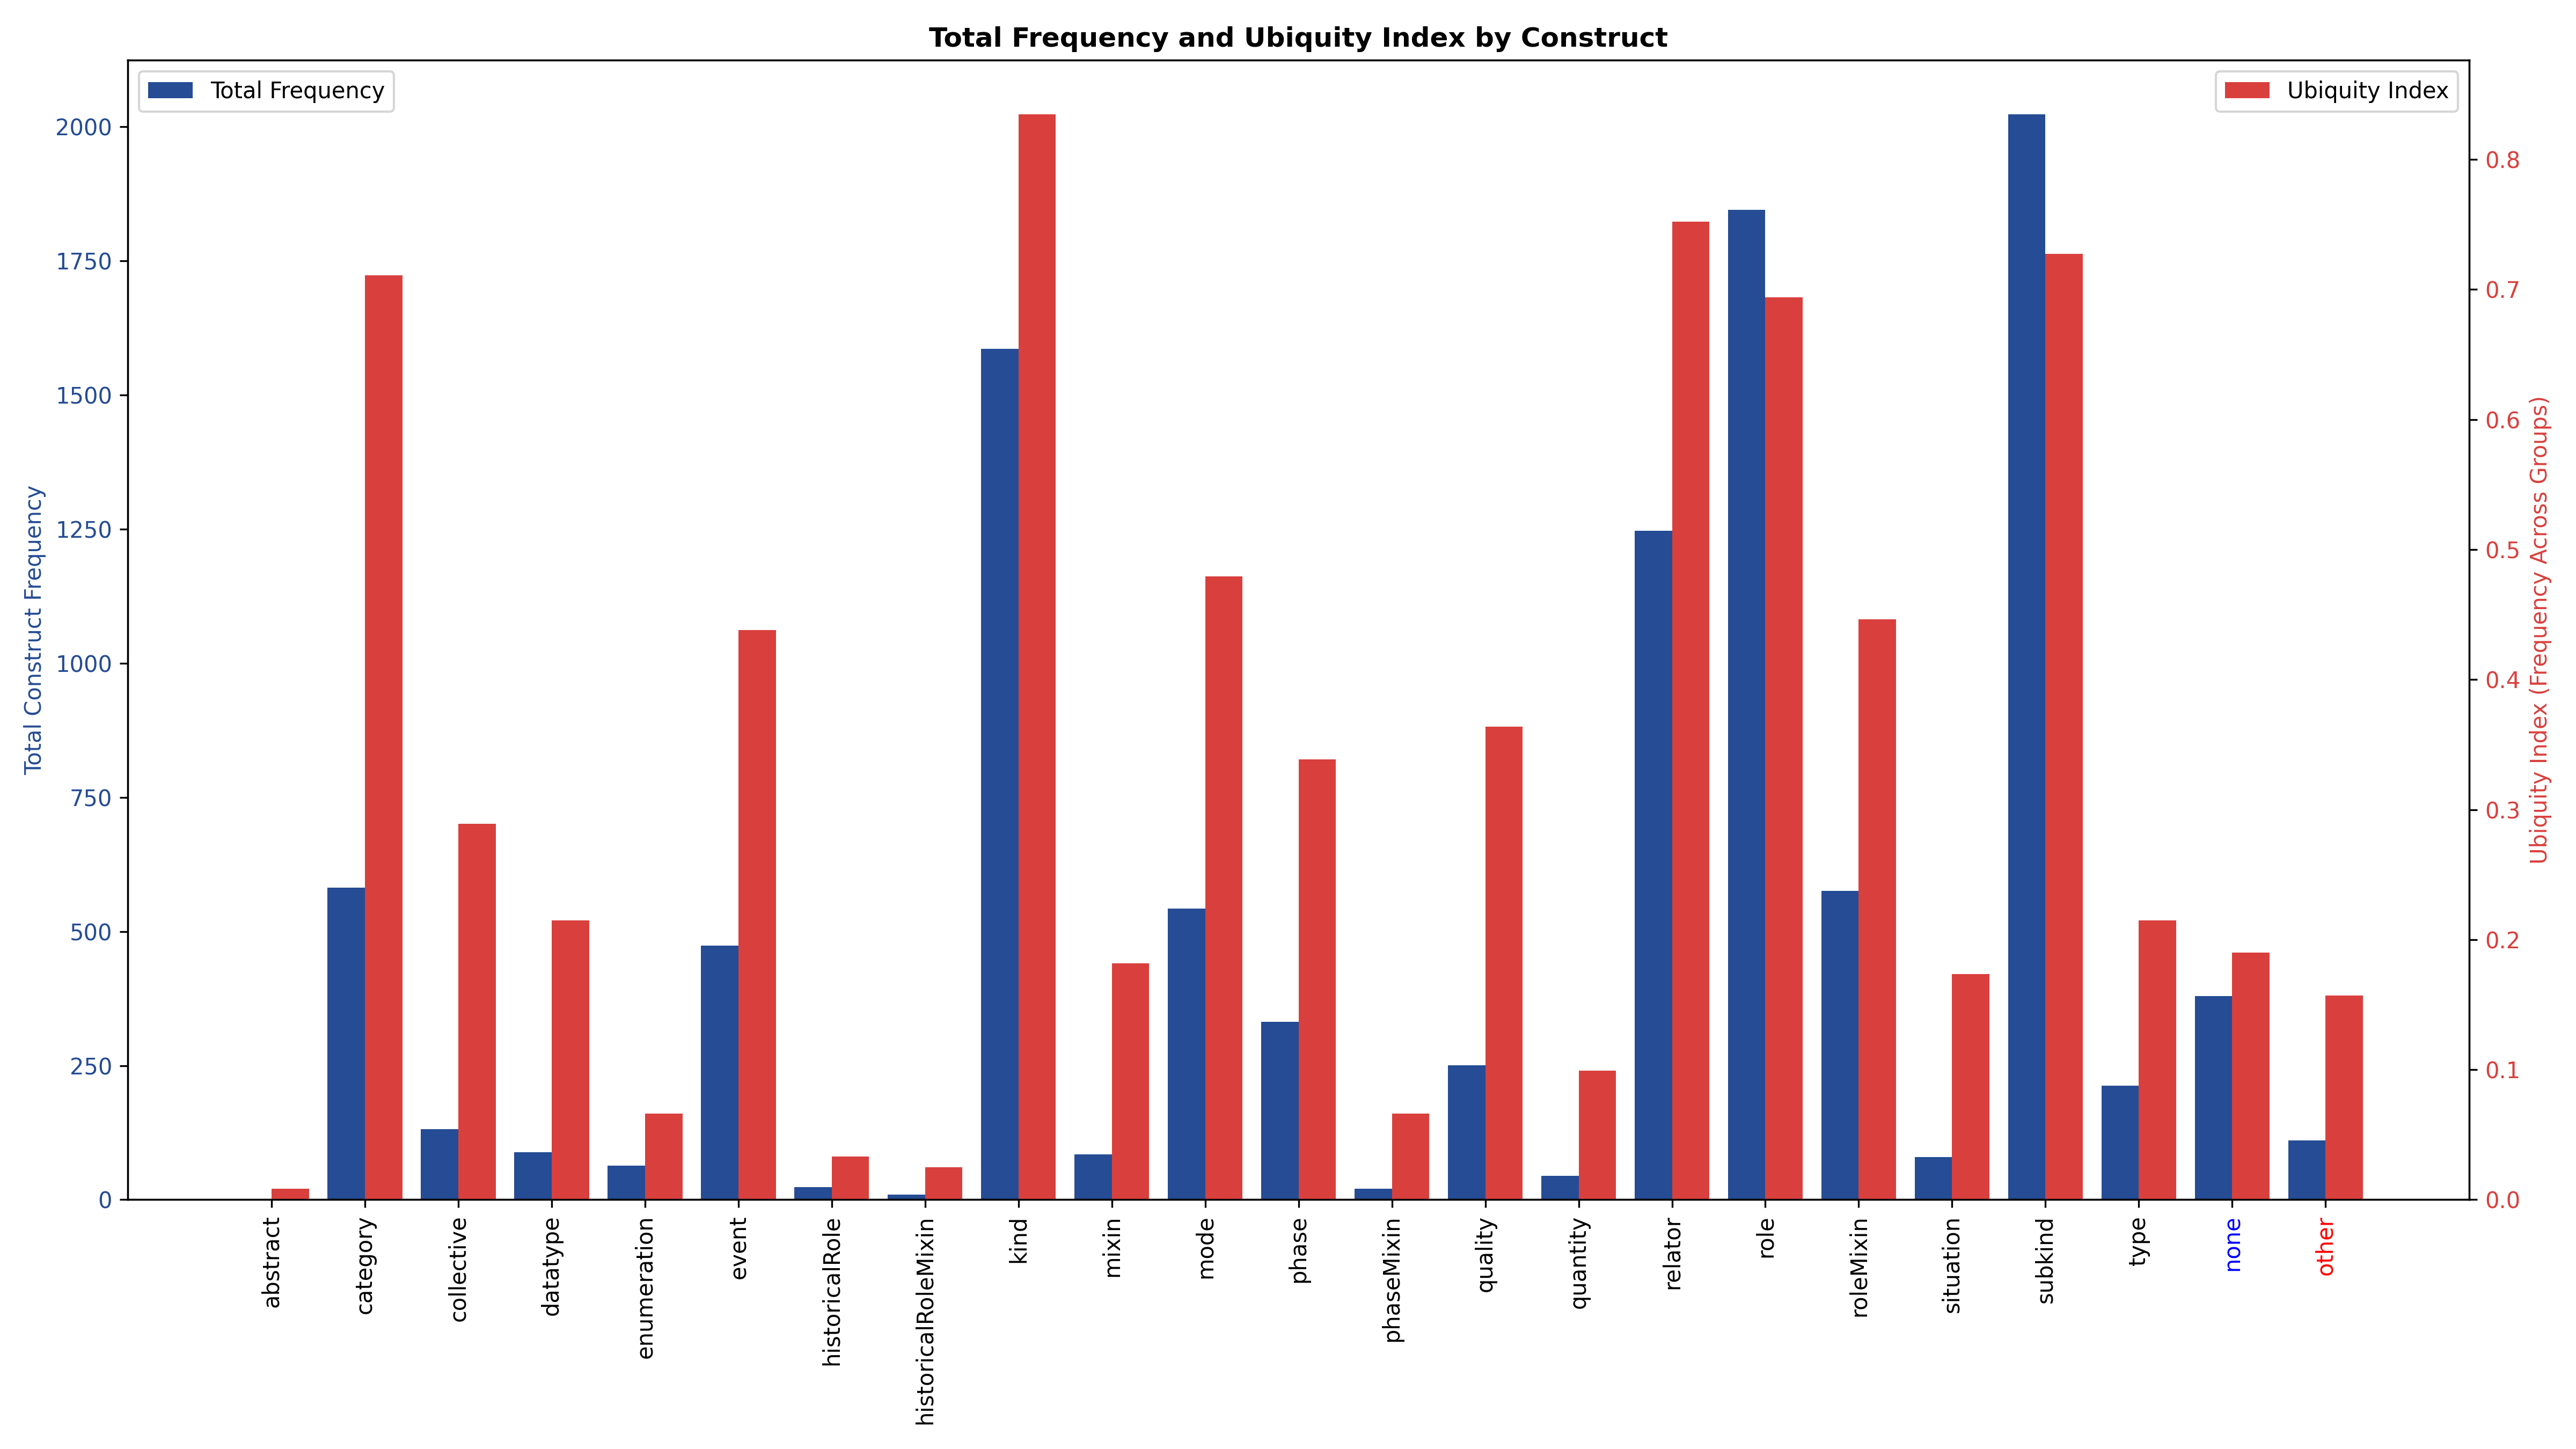 Total Frequency and Ubiquity Index by Construct
Total Frequency
Ubiquity Index
Total Construct Frequency
2000
1750
1500
1250
1000
750
500
250
0
0.8
0.7
0.6
0.5
0.4
0.3
0.2
0.1
0.0
Ubiquity Index (Frequency Across Groups)
abstract
category
collective
datatype
enumeration
event
historicalRole
historicalRoleMixin
kind
mixin
mode
phase
phaseMixin
quality
quantity
relator
role
roleMixin
situation
subkind
type
none
other